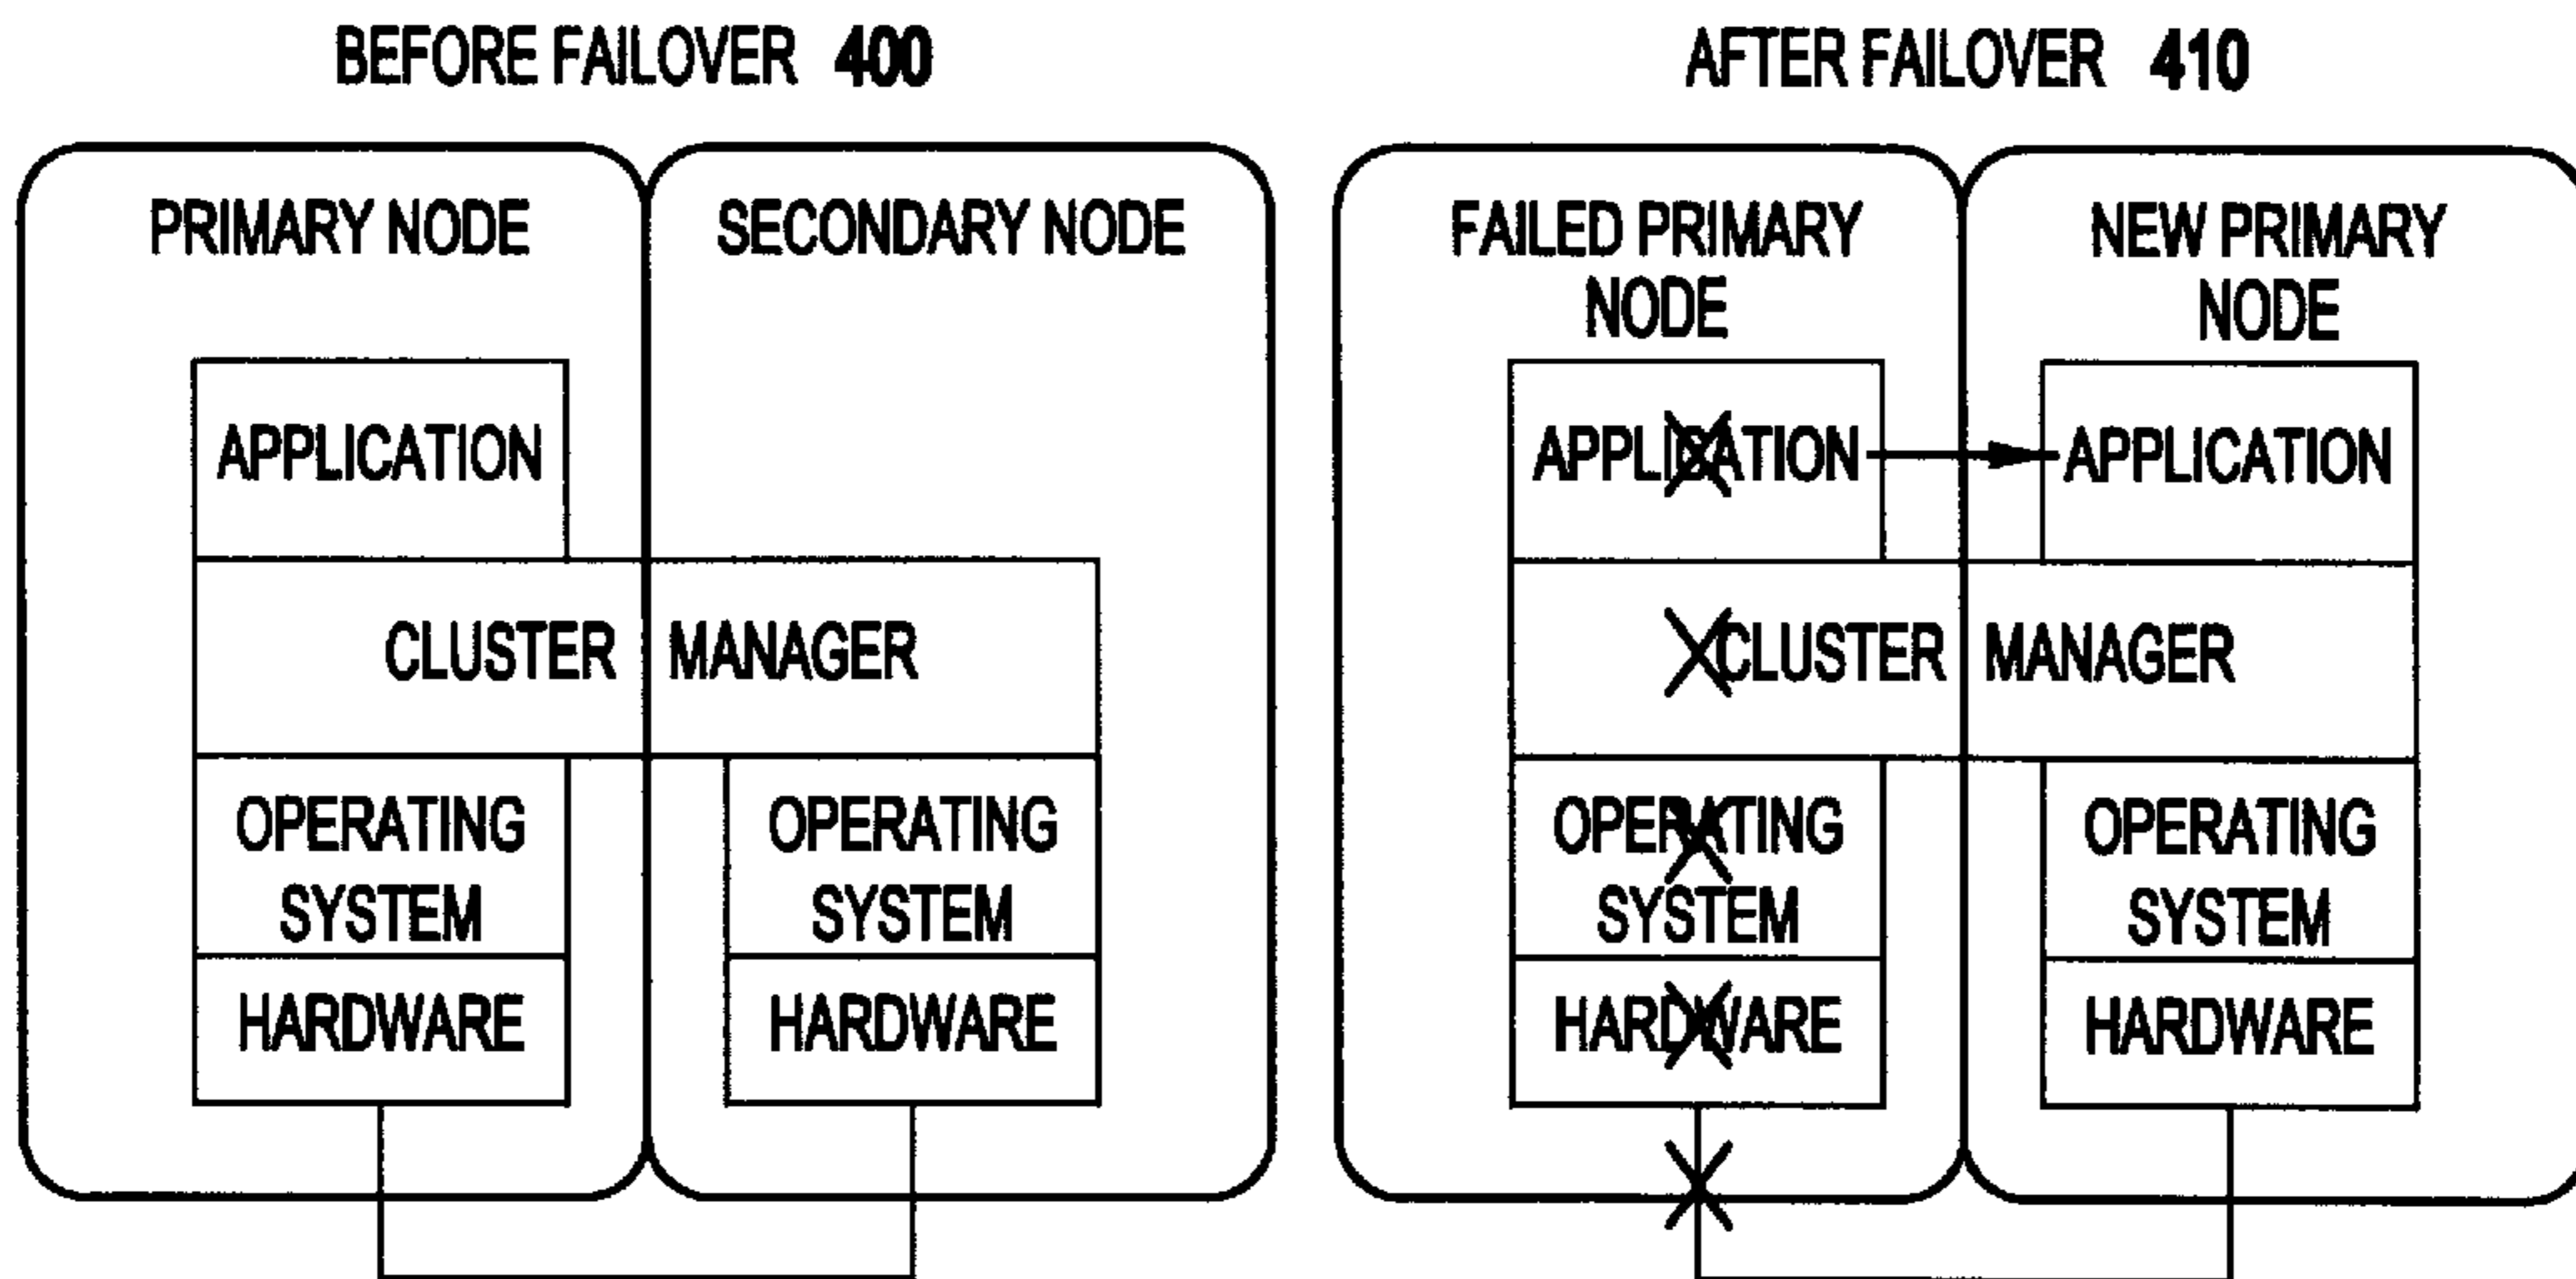 BEFORE FAILOVER 400
PRIMARY NODE
SECONDARY NODE
APPLICATION
CLUSTER MANAGER
OPERATING
SYSTEM
HARDWARE
OPERATING
SYSTEM
HARDWARE
AFTER FAILOVER 410
FAILED PRIMARY
NODE
NEW PRIMARY
NODE
APPLICATION
APPLICATION
CLUSTER MANAGER
OPERATING
SYSTEM
HARDWARE
OPERATING
SYSTEM
HARDWARE